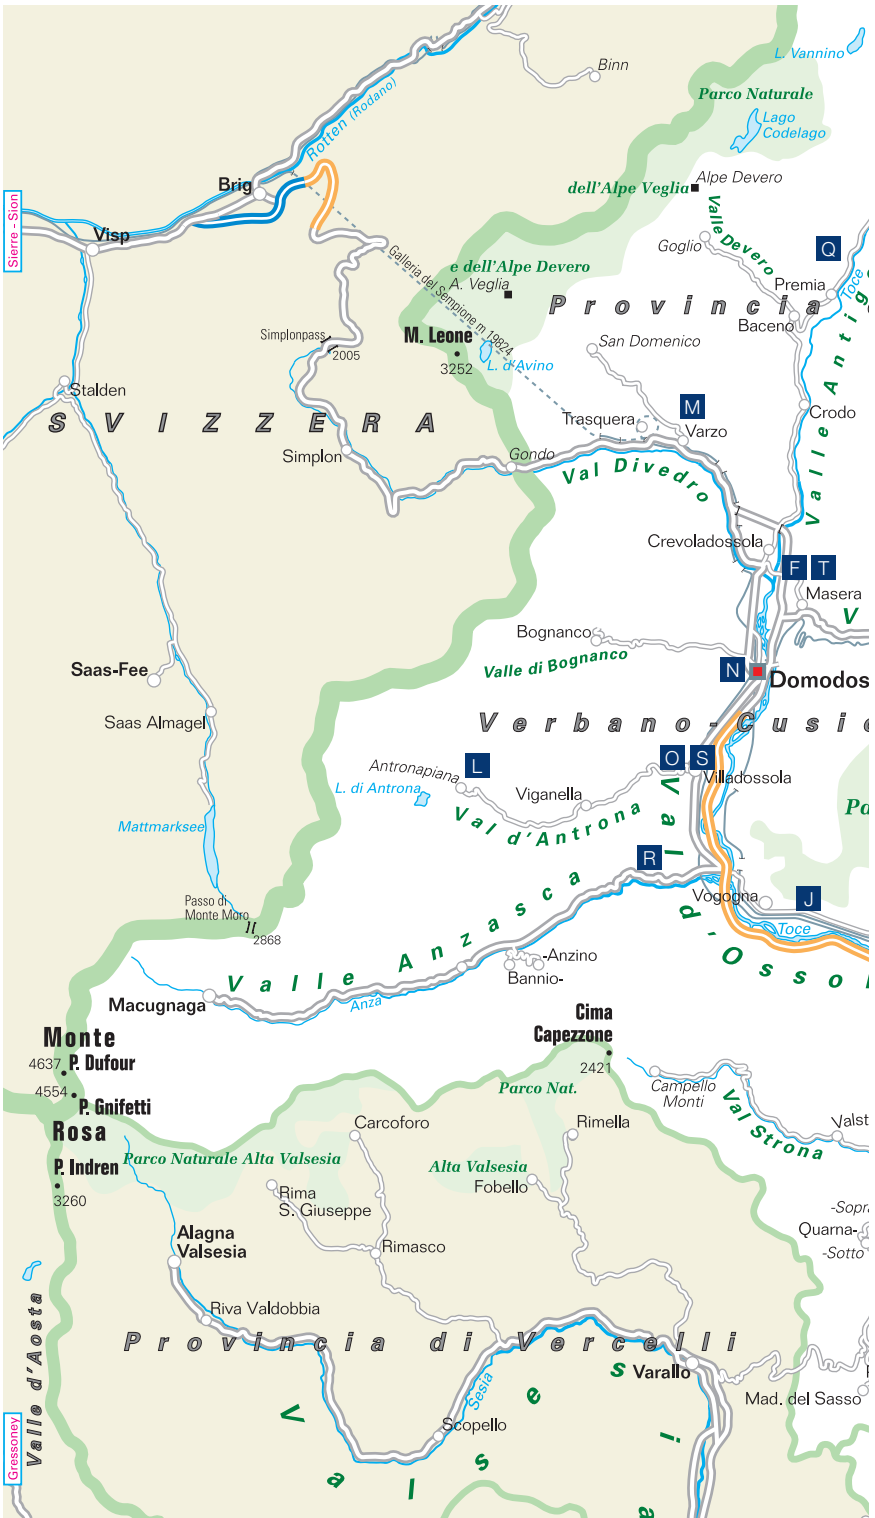 Binn
L. Vannino
Parco Naturale
Lago
Codelago
Rotten (Rodano)
Brig
dell'Alpe Veglia
Alpe Devero
Sierre - Sion
Visp
Valle Devero
Goglio
Q
Galleria del Sempione m 19824
e dell'Alpe Devero
A. Veglia
Premia
Toce
Provincia
Baceno
Simplonpass
2005
M. Leone
3252
L. d'Avino
San Domenico
Valle Antig
Stalden
SVIZZERA
Trasquera
M
Varzo
Crodo
Simplon
Gondo
Val Divedro
Crevoladossola
F
T
Masera
V
Bognanco
Valle di Bognanco
Saas-Fee
N
Domodos
Saas Almagel
Verbano-Cusio
Antronapiana
L
O
S
Villadossola
L. di Antrona
Viganella
Val d'Antrona
Mattmarksee
Pa
R
Vogogna
J
Passo di
Monte Moro
2868
Toce
Val d'Ossol
Valle Anzasca
-Anzino
Bannio-
Macugnaga
Anza
Cima
Capezzone
2421
Monte
4637
P. Dufour
4554
P. Gnifetti
Rosa
Campello
Monti
Parco Nat.
Val Strona
Valst
Carcoforo
Rimella
P. Indren
3260
Parco Naturale Alta Valsesia
Alta Valsesia
Fobello
Rima
S. Giuseppe
-Sopra
Quarna-
-Sotto
Alagna
Valsesia
Rimasco
Riva Valdobbia
Provincia di Vercelli
Valle d'Aosta
Varallo
Mad. del Sasso
Sesia
Scopello
Valsesia
Gressoney